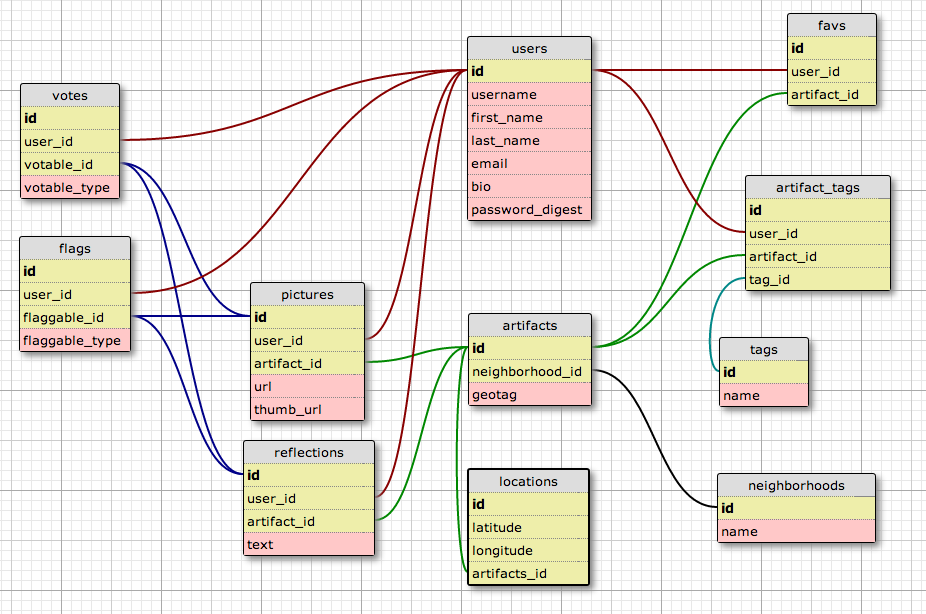 votes
id
user_id
votable_id
votable_type
flags
id
user_id
flaggable_id
flaggable_type
pictures
id
user_id
artifact_id
url
thumb_url
reflections
id
user_id
artifact_id
text
users
id
username
first_name
last_name
email
bio
password_digest
artifacts
id
neighborhood_id
geotag
locations
id
latitude
longitude
artifacts_id
favs
id
user_id
artifact_id
artifact_tags
id
user_id
artifact_id
tag_id
tags
id
name
neighborhoods
id
name